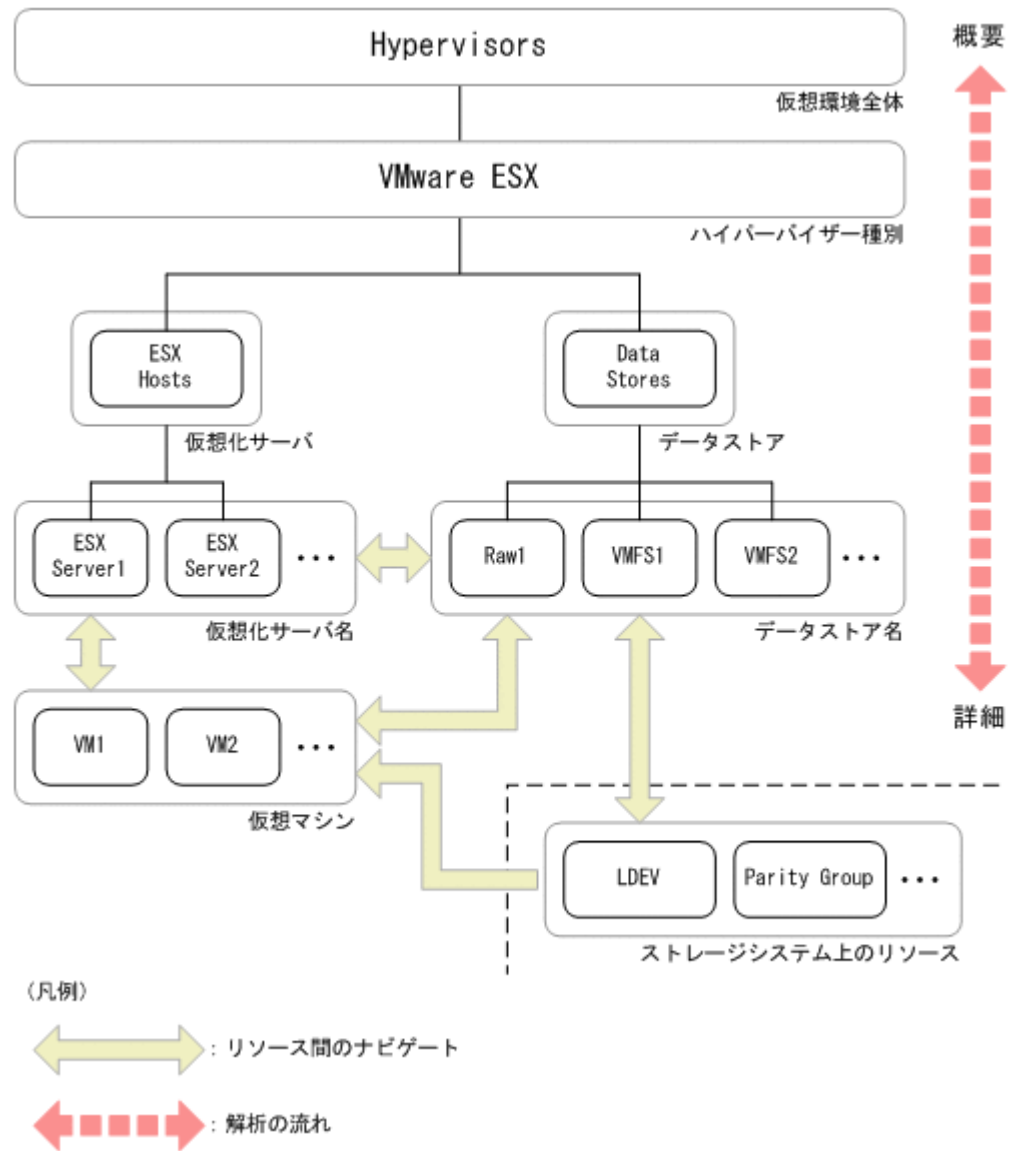 Hypervisors
概要
仮想環境全体
VMware ESX
ハイパーバイザー種別
ESX
Hosts
Data
Stores
仮想化サーバ
データストア
ESX
Server1
ESX
Server2
・・・
Raw1
VMFS1
VMFS2
・・・
仮想化サーバ名
データストア名
VM1
VM2
・・・
詳細
仮想マシン
LDEV
Parity Group
・・・
ストレージシステム上のリソース
(凡例)
: リソース間のナビゲート
: 解析の流れ